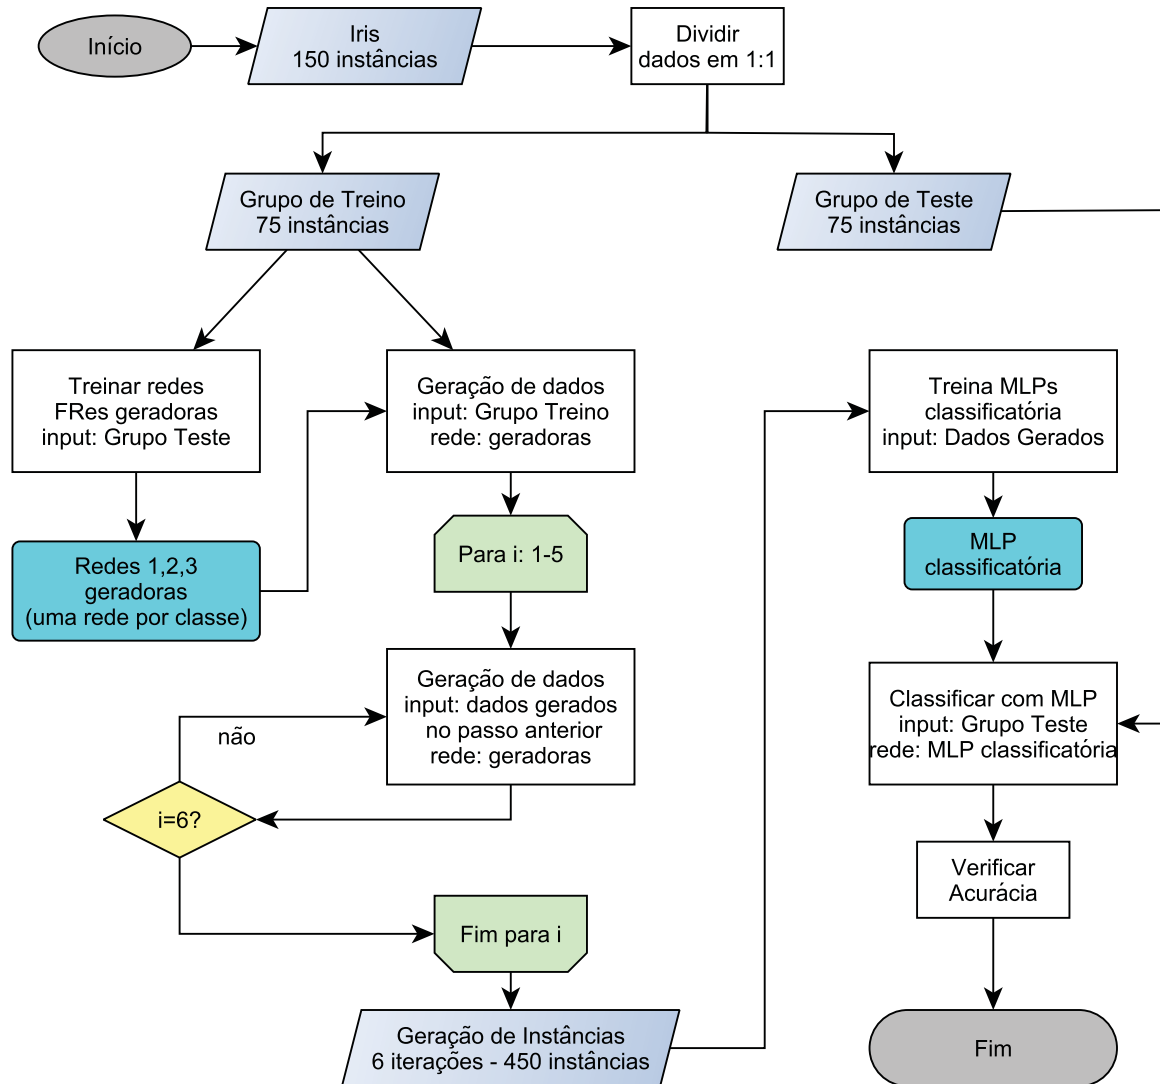 Início
Iris
150 instâncias
Dividir
dados em 1:1
Grupo de Treino
75 instâncias
Grupo de Teste
75 instâncias
Treinar redes
FRes geradoras
input: Grupo Teste
Geração de dados
input: Grupo Treino
rede: geradoras
Treina MLPs
classificatória
input: Dados Gerados
Redes 1,2,3
geradoras
(uma rede por classe)
Para i: 1-5
MLP
classificatória
Geração de dados
input: dados gerados
no passo anterior
rede: geradoras
não
i=6?
Classificar com MLP
input: Grupo Teste
rede: MLP classificatória
Verificar
Acurácia
Fim para i
Geração de Instâncias
6 iterações - 450 instâncias
Fim